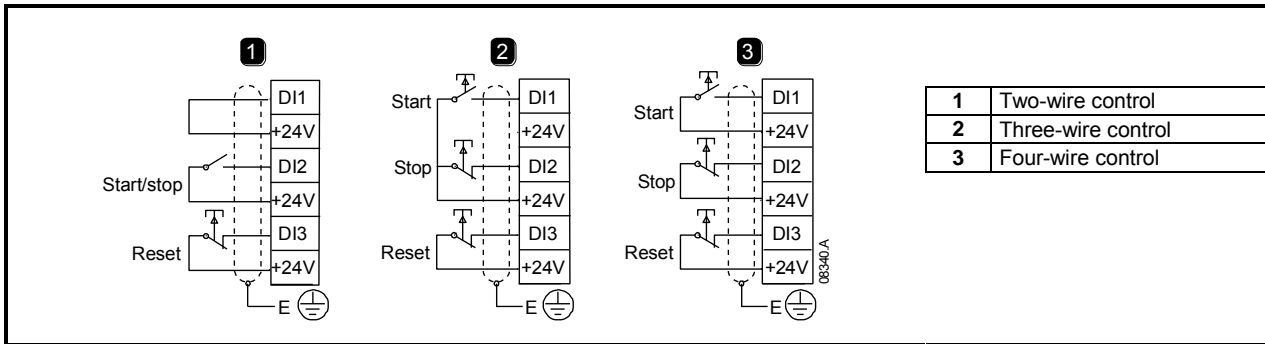 1
DI1
+24V
Start/stop
DI2
+24V
Reset
DI3
+24V
E
2
Start
DI1
+24V
Stop
DI2
+24V
Reset
DI3
+24V
E
3
Start
DI1
+24V
Stop
DI2
+24V
Reset
DI3
+24V
E
08340.A
1 Two-wire control
2 Three-wire control
3 Four-wire control